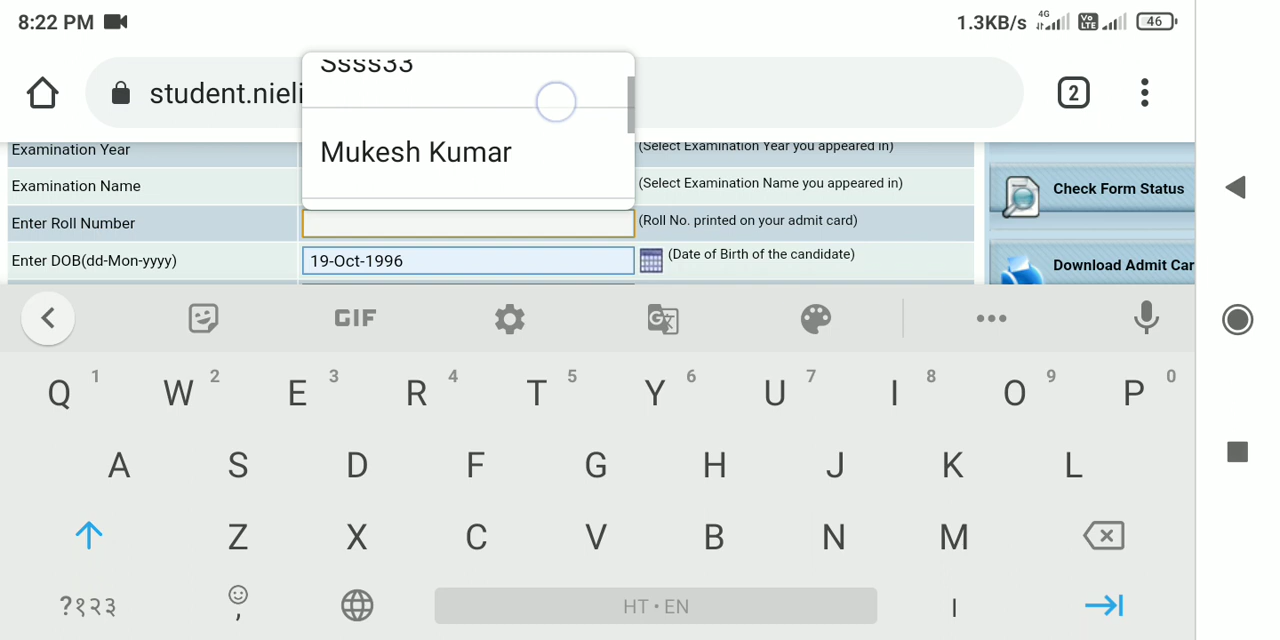 8:22 PM
1.3KB/s 4G Vo LTE 46
student.nieli
2
Ssss33
Mukesh Kumar
Examination Year
(Select Examination Year you appeared in)
Examination Name
(Select Examination Name you appeared in)
Enter Roll Number
(Roll No. printed on your admit card)
Enter DOB(dd-Mon-yyyy)
19-Oct-1996
(Date of Birth of the candidate)
Check Form Status
Download Admit Car
GIF
G
Q 1 W 2 E 3 R 4 T 5 Y 6 U 7 I 8 O 9 P 0
A S D F G H J K L
Z X C V B N M
?१२३ , HT • EN ।